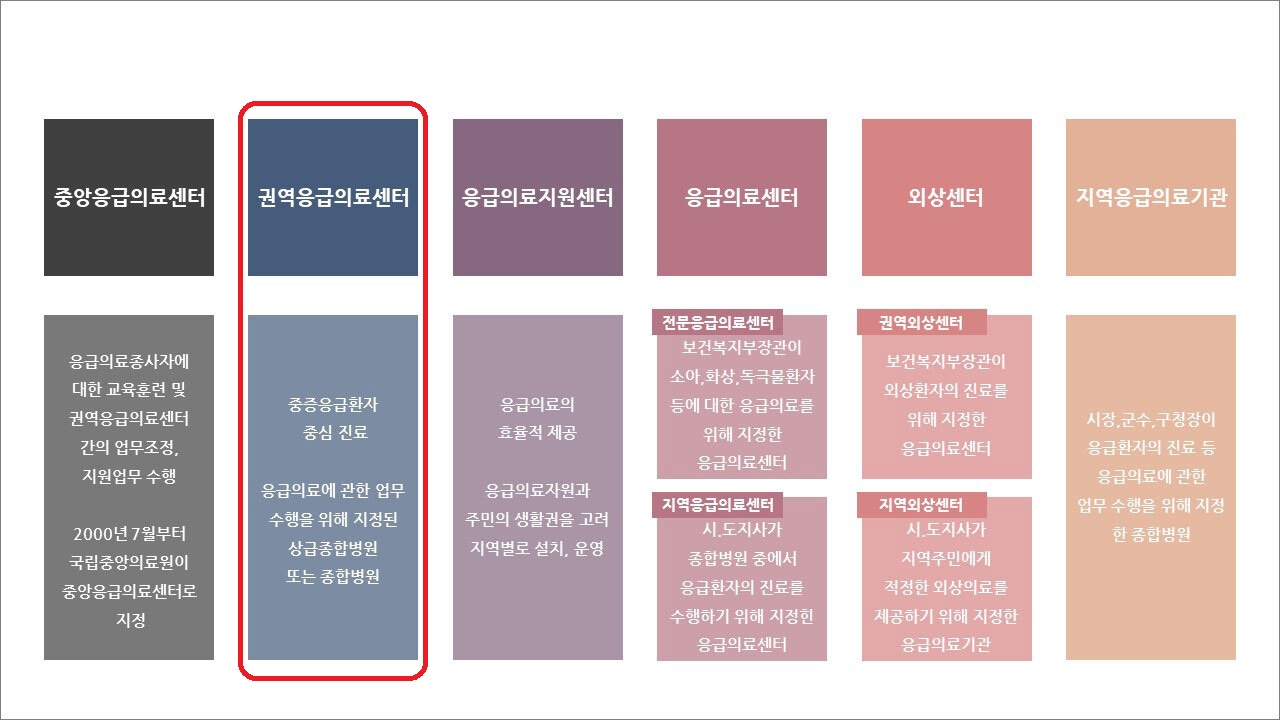 중앙응급의료센터
권역응급의료센터
응급의료지원센터
응급의료센터
외상센터
지역응급의료기관
응급의료종사자에
대한 교육훈련 및
권역응급의료센터
간의 업무조정,
지원업무 수행
2000년 7월부터
국립중앙의료원이
중앙응급의료센터로
지정
중증응급환자
중심 진료
응급의료에 관한 업무
수행을 위해 지정된
상급종합병원
또는 종합병원
응급의료의
효율적 제공
응급의료자원과
주민의 생활권을 고려
지역별로 설치, 운영
전문응급의료센터
보건복지부장관이
소아,화상,독극물환자
등에 대한 응급의료를
위해 지정한
응급의료센터
지역응급의료센터
시,도지사가
종합병원 중에서
응급환자의 진료를
수행하기 위해 지정한
응급의료센터
권역외상센터
보건복지부장관이
외상환자의 진료를
위해 지정한
응급의료센터
지역외상센터
시,도지사가
지역주민에게
적정한 외상의료를
제공하기 위해 지정한
응급의료기관
시장,군수,구청장이
응급환자의 진료 등
응급의료에 관한
업무 수행을 위해 지정
한 종합병원